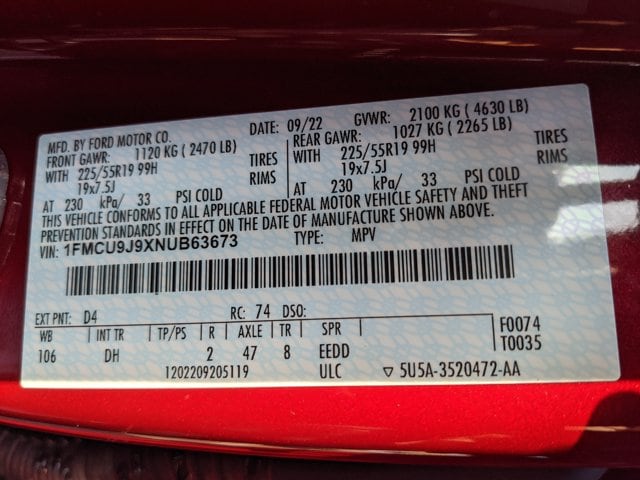 MFD. BY FORD MOTOR CO.
DATE: 09/22 GVWR: 2100 KG ( 4630 LB)
FRONT GAWR: 1120 KG ( 2470 LB)
REAR GAWR: 1027 KG ( 2265 LB)
WITH 225/55R19 99H TIRES
WITH 225/55R19 99H TIRES
19x7.5J RIMS
19x7.5J RIMS
AT 230 kPa/ 33 PSI COLD
AT 230 kPa/ 33 PSI COLD
THIS VEHICLE CONFORMS TO ALL APPLICABLE FEDERAL MOTOR VEHICLE SAFETY AND THEFT
PREVENTION STANDARDS IN EFFECT ON THE DATE OF MANUFACTURE SHOWN ABOVE.
VIN: 1FMCU9J9XNUB63673 TYPE: MPV
EXT PNT: D4 RC: 74 DSO:
WB INT TR TP/PS R AXLE TR SPR F0074
106 DH 2 47 8 EEDD T0035
1202209205119 ULC ▽ 5U5A-3520472-AA